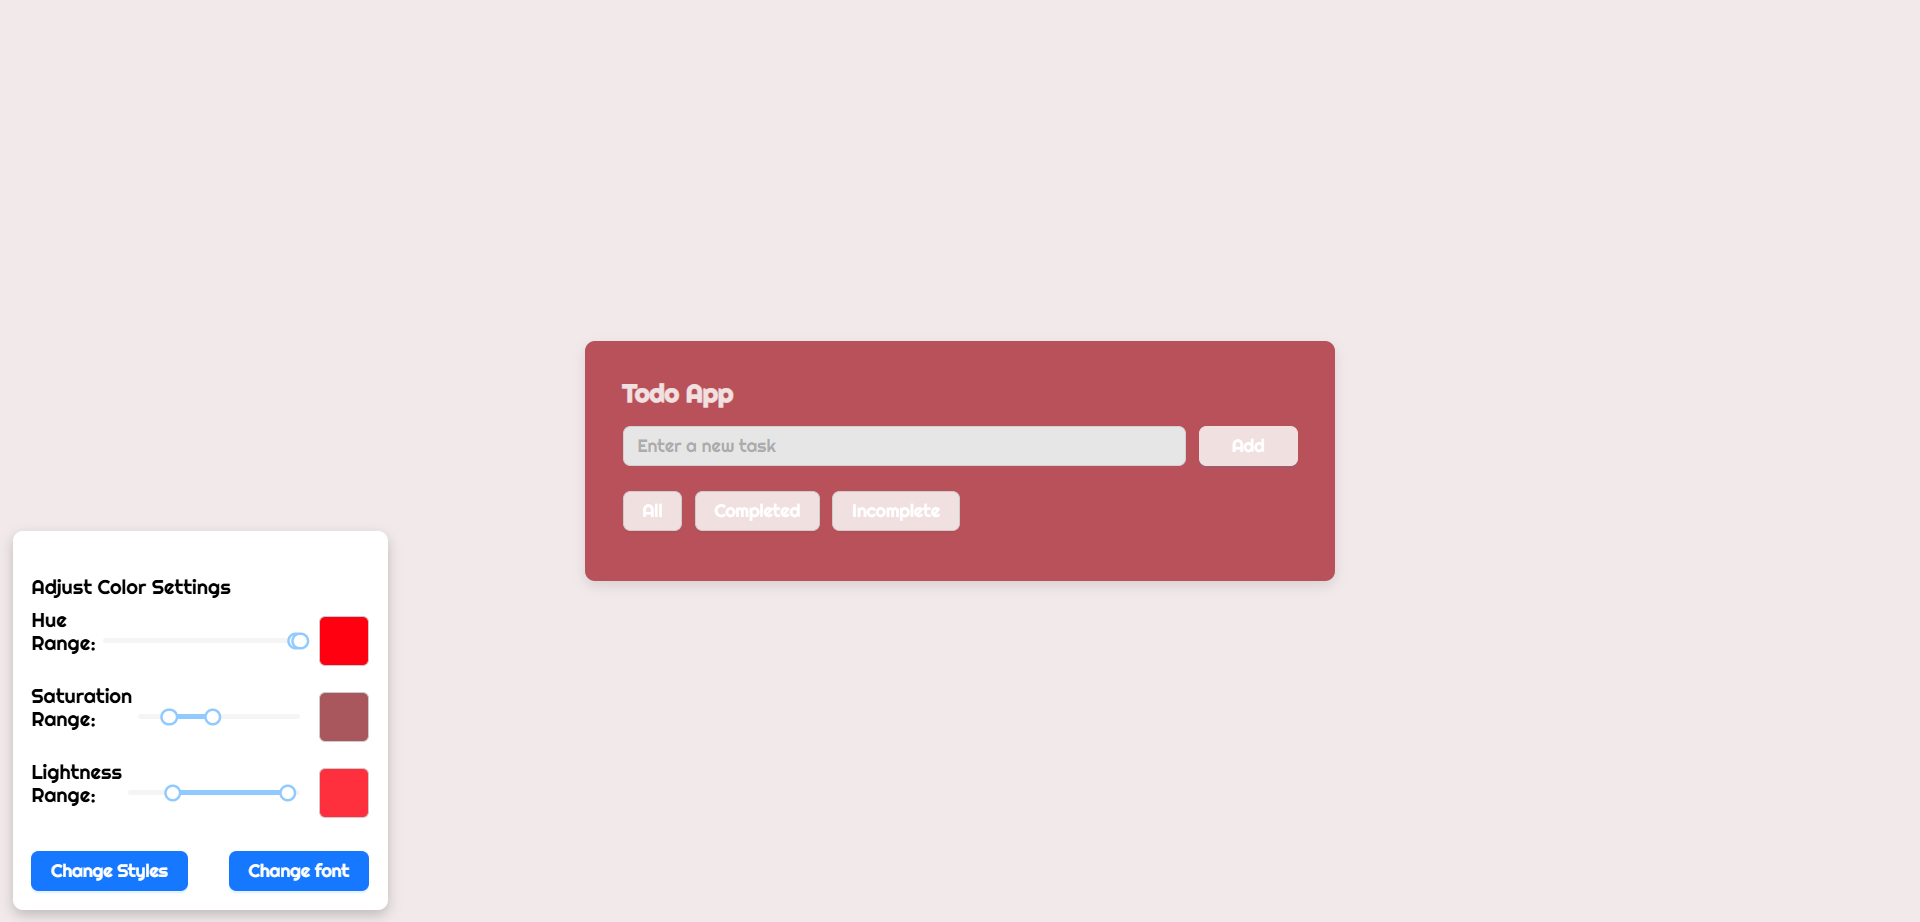 Todo App
Enter a new task
Add
All
Completed
Incomplete
Adjust Color Settings
Hue
Range:
Saturation
Range:
Lightness
Range:
Change Styles
Change font